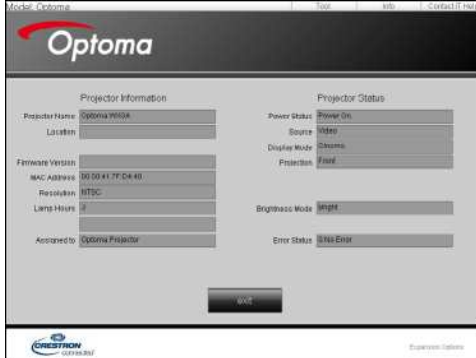 Model: Optoma
Tool
Info
Contact IT Help
Optoma
Projector Information
Projector Name Optoma WXGA
Location
Firmware Version
MAC Address
Resolution NTSC
Lamp Hours
Assigned to Optoma Projector
Projector Status
Power Status Power On
Source Video
Display Mode Cinema
Projection Front
Brightness Mode Bright
Error Status 0.No Error
exit
CRESTRON
connected
Expansion Options